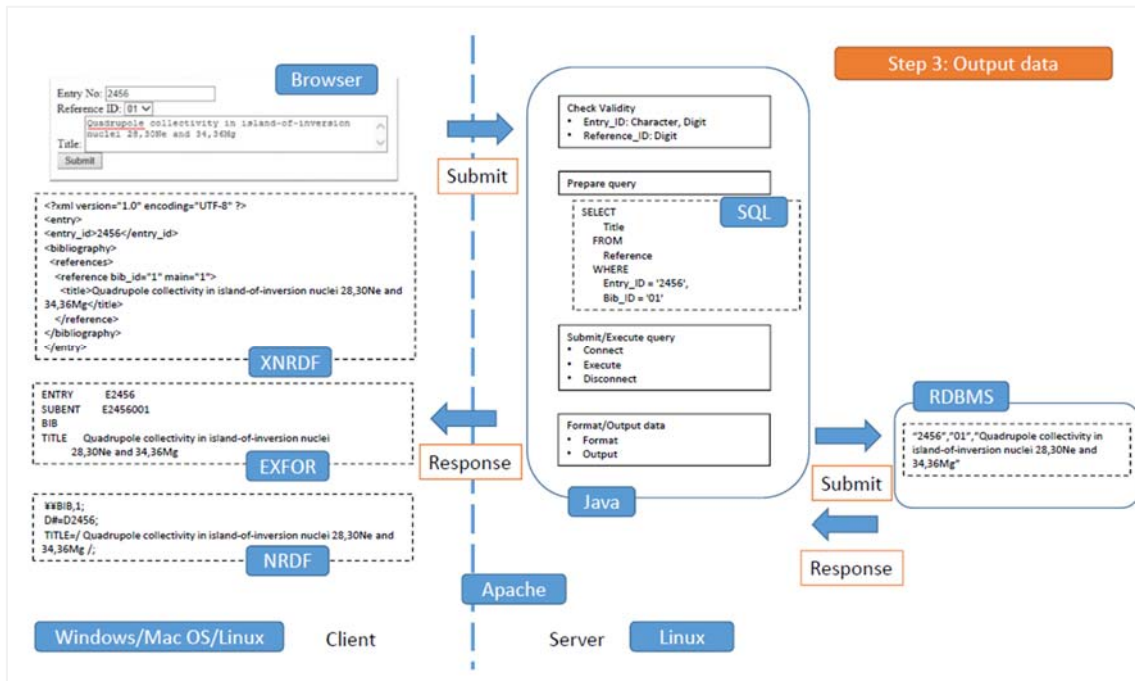 Step 3: Output data
Browser
Entry No: 2456
Reference ID: 01
Quadrupole collectivity in island-of-inversion
nuclei 28,30Ne and 34,36Mg
Title:
Submit
<?xml version="1.0" encoding="UTF-8" ?>
<entry>
<entry_id>2456</entry_id>
<bibliography>
<references>
<reference bib_id="1" main="1">
<title>Quadrupole collectivity in island-of-inversion nuclei 28,30Ne and
34,36Mg</title>
</reference>
</bibliography>
</entry>
XNRDF
ENTRY E2456
SUBENT E2456001
BIB
TITLE Quadrupole collectivity in island-of-inversion nuclei
28,30Ne and 34,36Mg
EXFOR
¥¥BIB,1;
D#=D2456;
TITLE=/ Quadrupole collectivity in island-of-inversion nuclei 28,30Ne and
34,36Mg /;
NRDF
Windows/Mac OS/Linux
Client
Submit
Response
Apache
Check Validity
• Entry_ID: Character, Digit
• Reference_ID: Digit
Prepare query
SQL
SELECT
Title
FROM
Reference
WHERE
Entry_ID = '2456',
Bib_ID = '01'
Submit/Execute query
• Connect
• Execute
• Disconnect
Format/Output data
• Format
• Output
Java
Server
Linux
Submit
Response
RDBMS
"2456","01","Quadrupole collectivity in
island-of-inversion nuclei 28,30Ne and
34,36Mg"